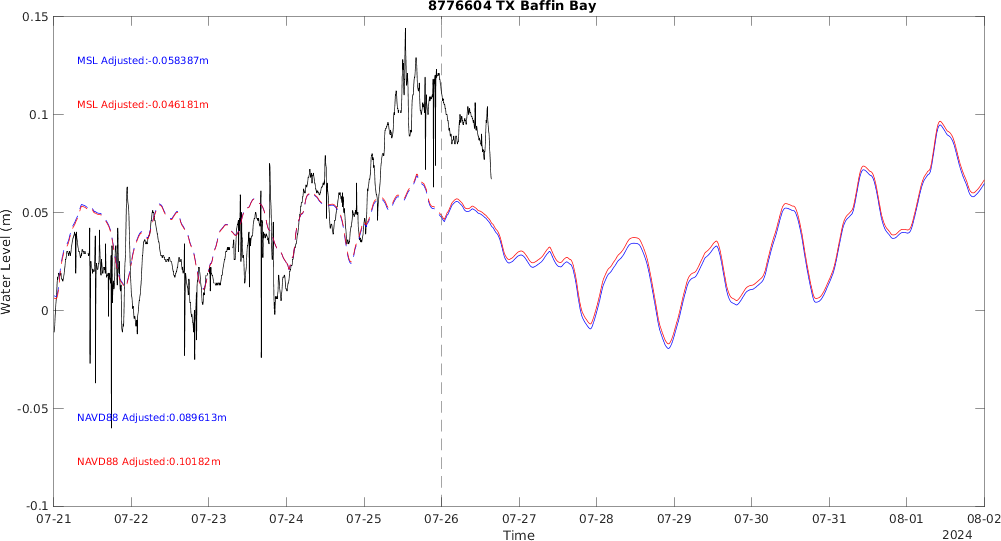 8776604 TX Baffin Bay
0.15
MSL Adjusted:-0.058387m
MSL Adjusted:-0.046181m
0.1
0.05
Water Level (m)
0
-0.05
NAVD88 Adjusted:0.089613m
NAVD88 Adjusted:0.10182m
-0.1
07-21 07-22 07-23 07-24 07-25 07-26 07-27 07-28 07-29 07-30 07-31 08-01 08-02
Time
2024